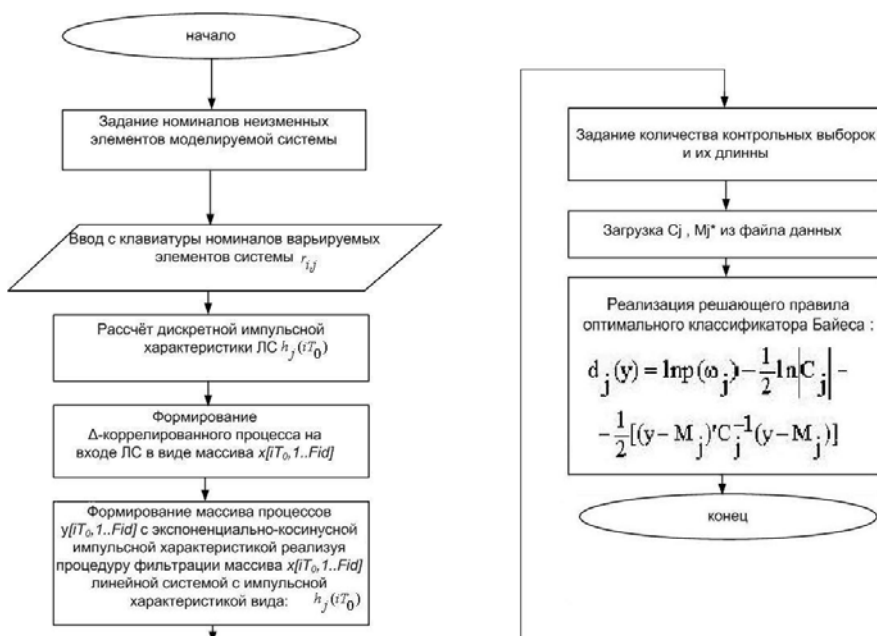 начало
Задание номиналов неизменных
элементов моделируемой системы
Ввод с клавиатуры номиналов варьируемых
элементов системы r_{i,j}
Рассчёт дискретной импульсной
характеристики ЛС h_j(iT_0)
Формирование
Δ-коррелированного процесса на
входе ЛС в виде массива x[iT_0,1..Fid]
Формирование массива процессов
y[iT_0,1..Fid] с экспоненциально-косинусной
импульсной характеристикой реализуя
процедуру фильтрации массива x[iT_0,1..Fid]
линейной системой с импульсной
характеристикой вида: h_j(iT_0)
Задание количества контрольных выборок
и их длинны
Загрузка Cj , Mj* из файла данных
Реализация решающего правила
оптимального классификатора Байеса :
d_j(y) = lnp(ω_j) − \frac{1}{2}ln|C_j| −
− \frac{1}{2}[(y − M_j)'C_j^{-1}(y − M_j)]
конец